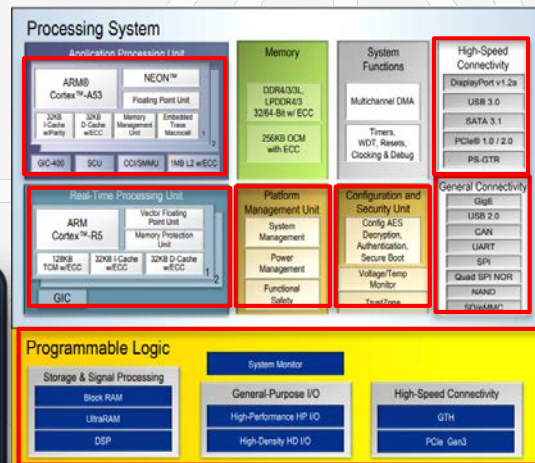 Processing System
Application Processing Unit
ARM®
Cortex™-A53
NEON™
Floating Point Unit
32KB
I-Cache
w/Parity
32KB
D-Cache
w/ECC
Memory
Management
Unit
Embedded
Trace
Macrocell
1
2
GIC-400
SCU
CCI/SMMU
1MB L2 w/ECC
Memory
DDR4/3/3L,
LPDDR4/3
32/64-Bit w/ ECC
256KB OCM
with ECC
System
Functions
Multichannel DMA
Timers,
WDT, Resets,
Clocking & Debug
High-Speed
Connectivity
DisplayPort v1.2a
USB 3.0
SATA 3.1
PCIe® 1.0 / 2.0
PS-GTR
Real-Time Processing Unit
ARM
Cortex™-R5
Vector Floating
Point Unit
Memory Protection
Unit
128KB
TCM w/ECC
32KB I-Cache
w/ECC
32KB D-Cache
w/ECC
1
2
GIC
Platform
Management Unit
System
Management
Power
Management
Functional
Safety
Configuration and
Security Unit
Config AES
Decryption,
Authentication,
Secure Boot
Voltage/Temp
Monitor
TrustZone
General Connectivity
GigE
USB 2.0
CAN
UART
SPI
Quad SPI NOR
NAND
SD/eMMC
Programmable Logic
System Monitor
Storage & Signal Processing
Block RAM
UltraRAM
DSP
General-Purpose I/O
High-Performance HP I/O
High-Density HD I/O
High-Speed Connectivity
GTH
PCIe Gen3